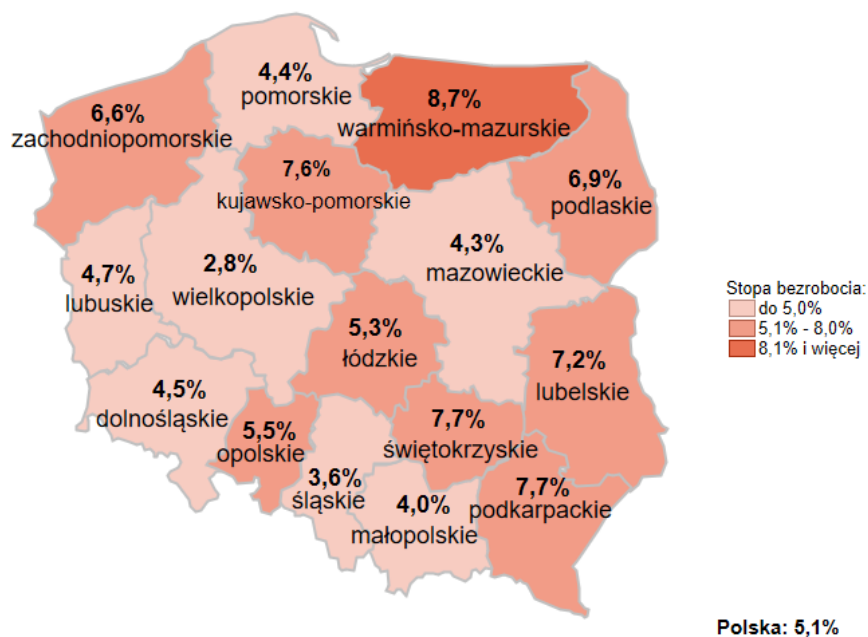 4,4%
pomorskie
8,7%
warmińsko-mazurskie
6,6%
zachodniopomorskie
7,6%
kujawsko-pomorskie
6,9%
podlaskie
4,3%
mazowieckie
2,8%
wielkopolskie
4,7%
lubuskie
Stopa bezrobocia:
do 5,0%
5,1% - 8,0%
8,1% i więcej
5,3%
łódzkie
7,2%
lubelskie
4,5%
dolnośląskie
5,5%
opolskie
7,7%
świętokrzyskie
3,6%
śląskie
4,0%
małopolskie
7,7%
podkarpackie
Polska: 5,1%